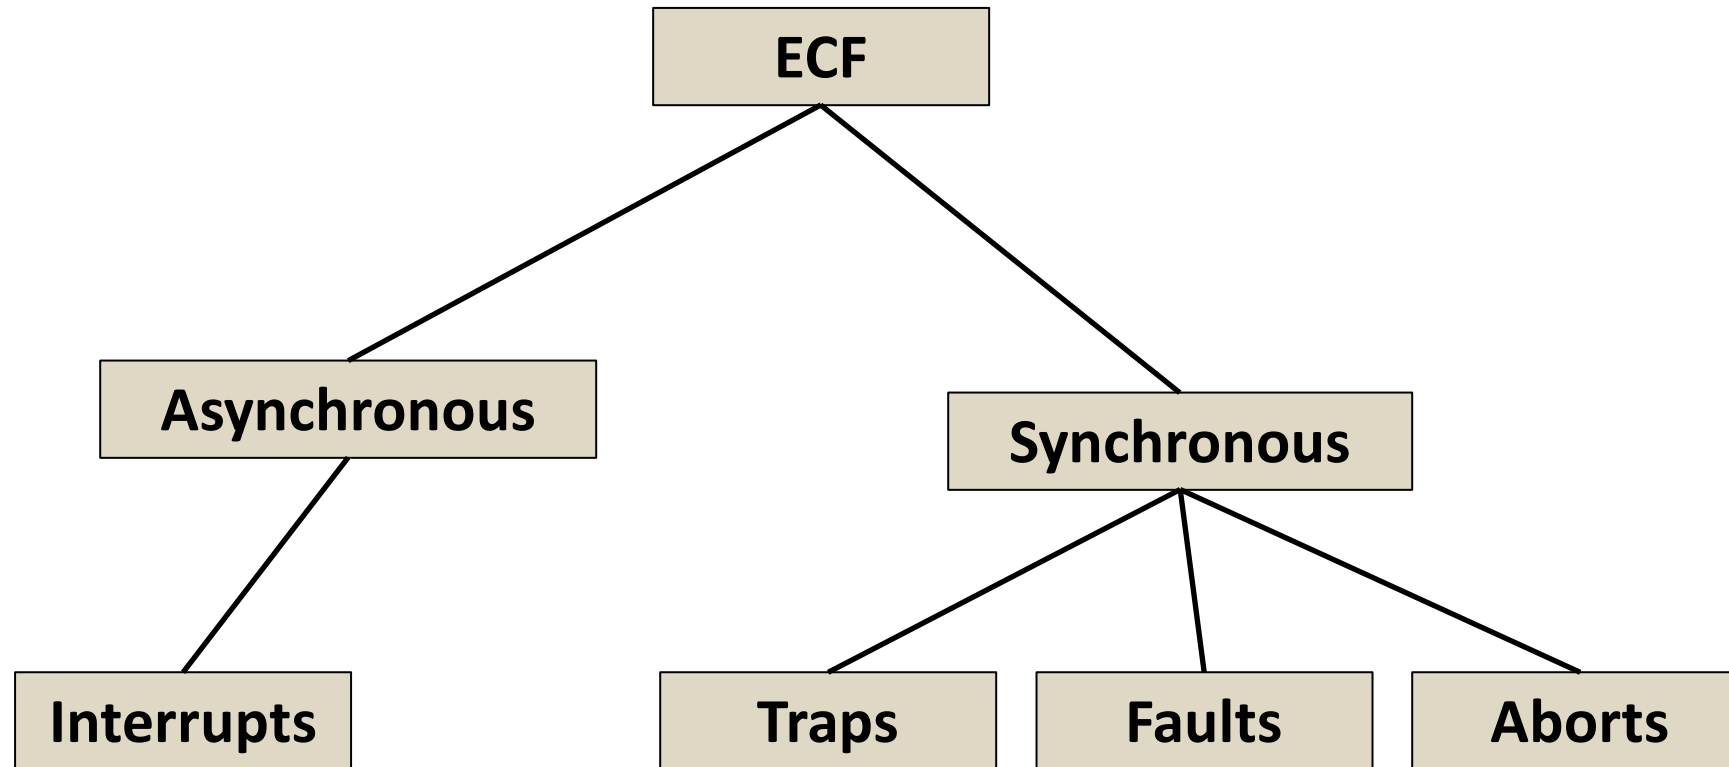 ECF
Asynchronous
Synchronous
Interrupts
Traps
Faults
Aborts